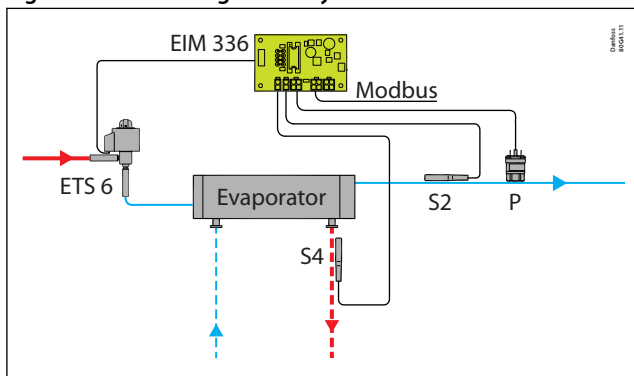 Danfoss
80G41.11
EIM 336
Modbus
ETS 6
Evaporator
S2
P
S4